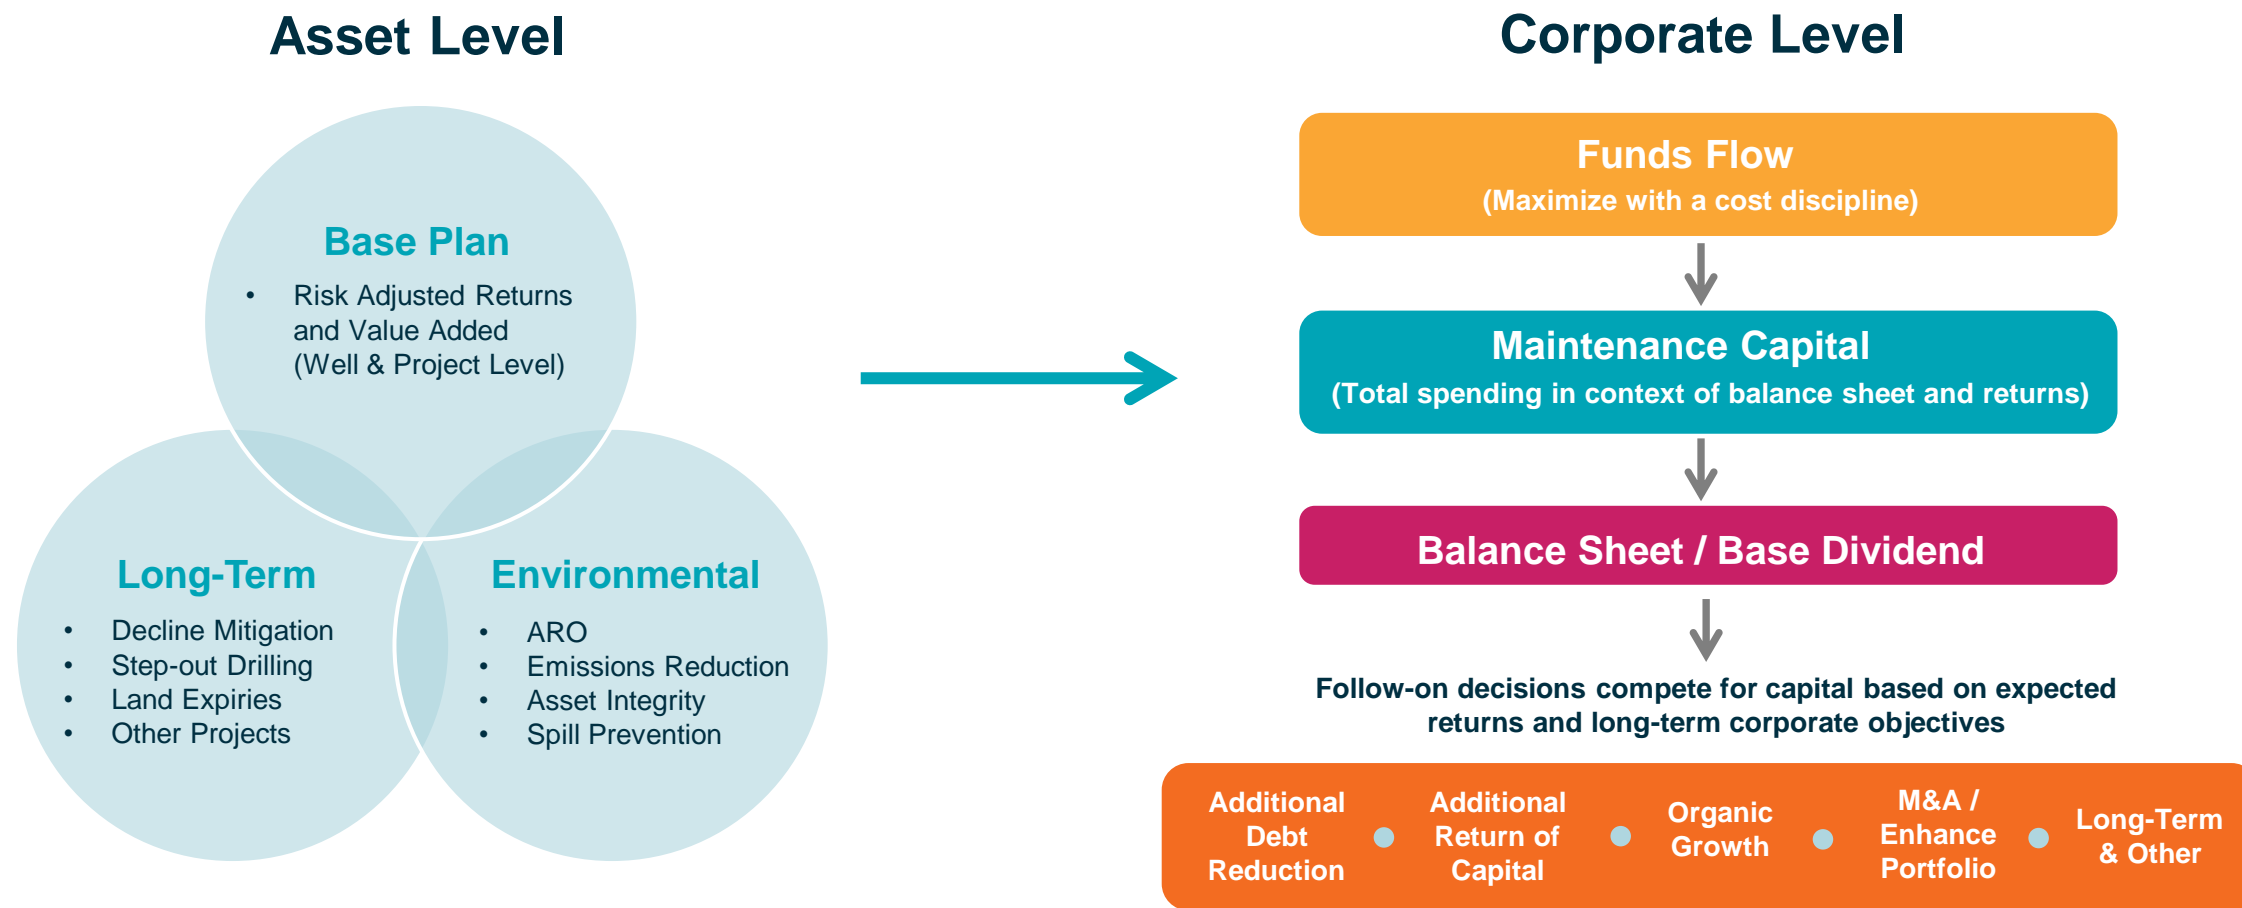 Asset Level
Base Plan
• Risk Adjusted Returns
and Value Added
(Well & Project Level)
Long-Term
• Decline Mitigation
• Step-out Drilling
• Land Expiries
• Other Projects
Environmental
• ARO
• Emissions Reduction
• Asset Integrity
• Spill Prevention
Corporate Level
Funds Flow
(Maximize with a cost discipline)
Maintenance Capital
(Total spending in context of balance sheet and returns)
Balance Sheet / Base Dividend
Follow-on decisions compete for capital based on expected
returns and long-term corporate objectives
Additional
Debt
Reduction
Additional
Return of
Capital
Organic
Growth
M&A /
Enhance
Portfolio
Long-Term
& Other